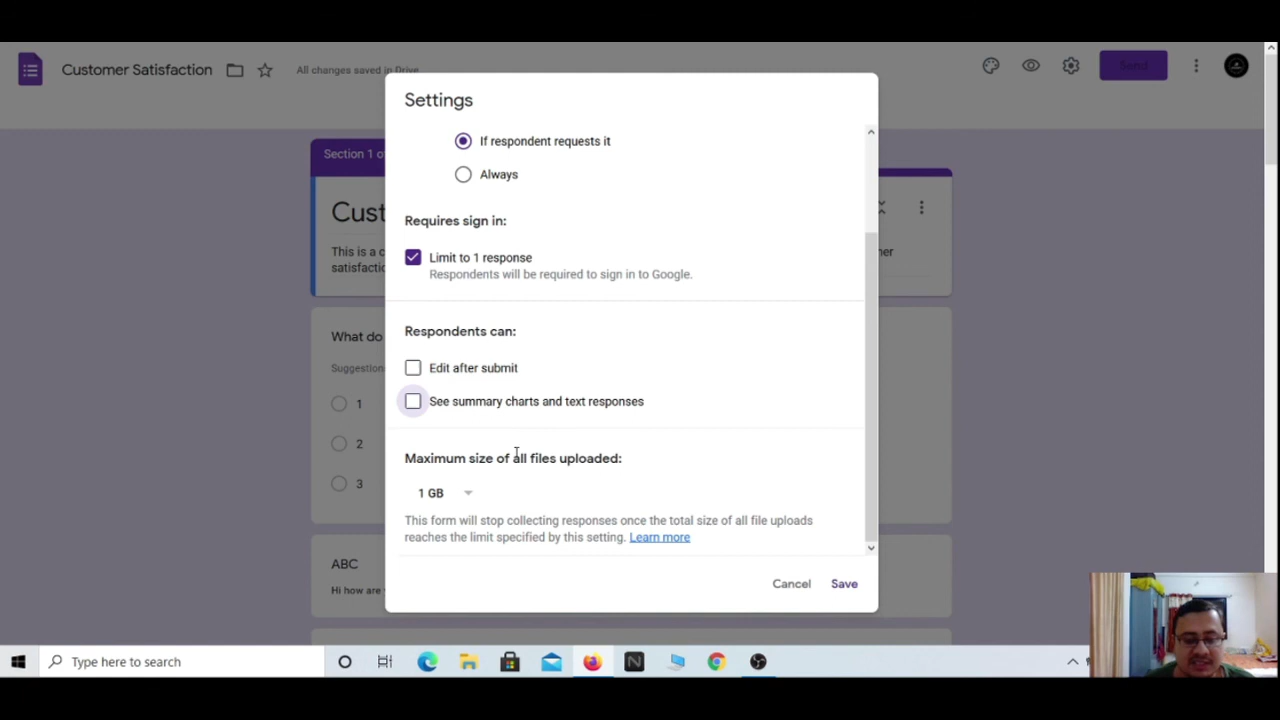 Customer Satisfaction
All changes saved in Drive
Send
Settings
Section 1 of
If respondent requests it
Always
Cust
Requires sign in:
This is a c
satisfactio
ner
Limit to 1 response
Respondents will be required to sign in to Google.
What do
Respondents can:
Suggestion
Edit after submit
1
See summary charts and text responses
2
Maximum size of all files uploaded:
3
1 GB
This form will stop collecting responses once the total size of all file uploads
reaches the limit specified by this setting. Learn more
ABC
Hi how are
Cancel
Save
Type here to search